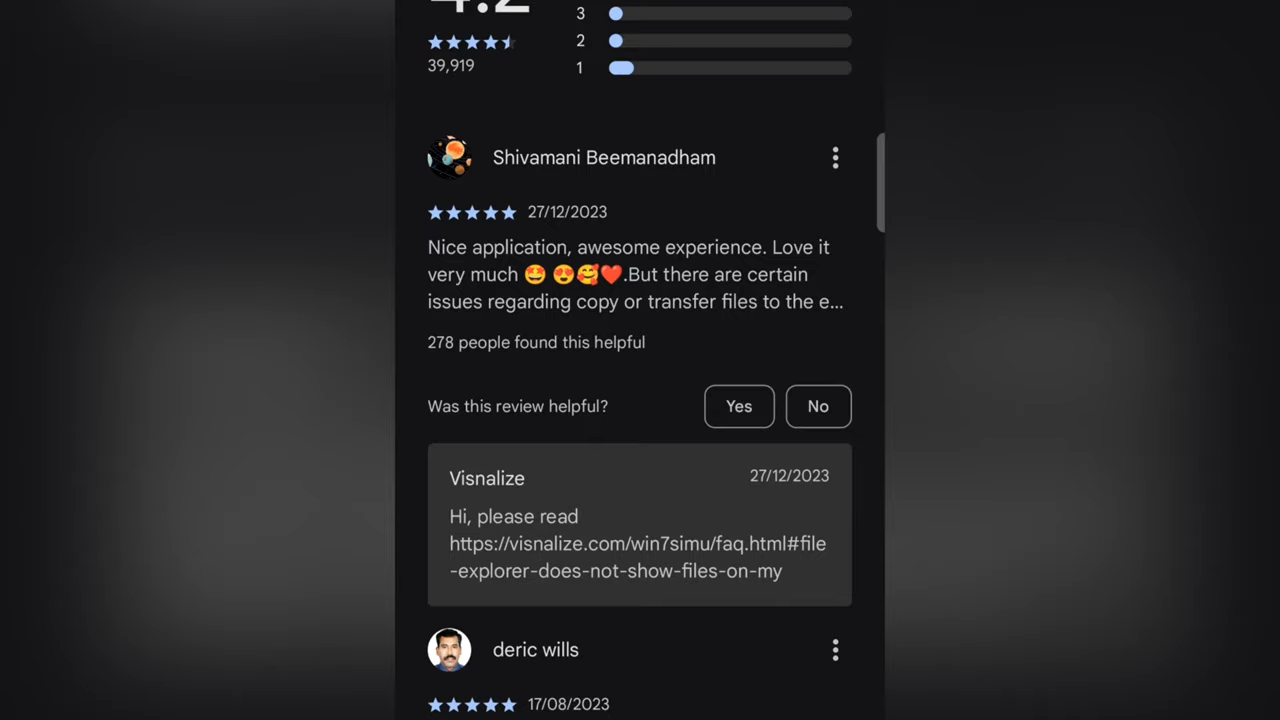 4.2
3
2
39,919
1
Shivamani Beemanadham
27/12/2023
Nice application, awesome experience. Love it
very much 🤩 😍🥰❤️.But there are certain
issues regarding copy or transfer files to the e...
278 people found this helpful
Was this review helpful?
Yes
No
Visnalize
27/12/2023
Hi, please read
https://visnalize.com/win7simu/faq.html#file
-explorer-does-not-show-files-on-my
deric wills
17/08/2023